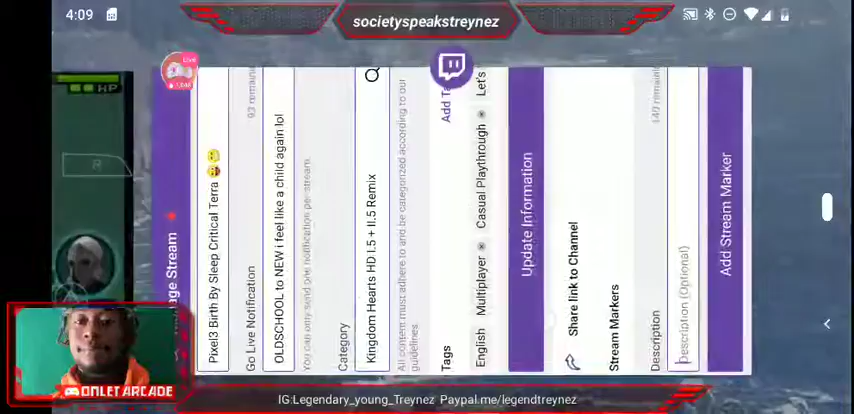 4:09
societyspeakstreynez
HP
R
Live
Manage Stream
Pixel3 Birth By Sleep Critical Terra
Go Live Notification
93 remaining
OLDSCHOOL to NEW i feel like a child again lol
You can only send one notification per stream.
Category
Kingdom Hearts HD 1.5 + II.5 Remix
All content must adhere to and be categorized according to our
guidelines
Tags
Add
English Multiplayer Casual Playthrough Let's
Update Information
Share link to Channel
Stream Markers
Description
140 remaining
Description (Optional)
Add Stream Marker
ONLETARCADE
IG:Legendary_young_Treynez Paypal.me/legendtreynez